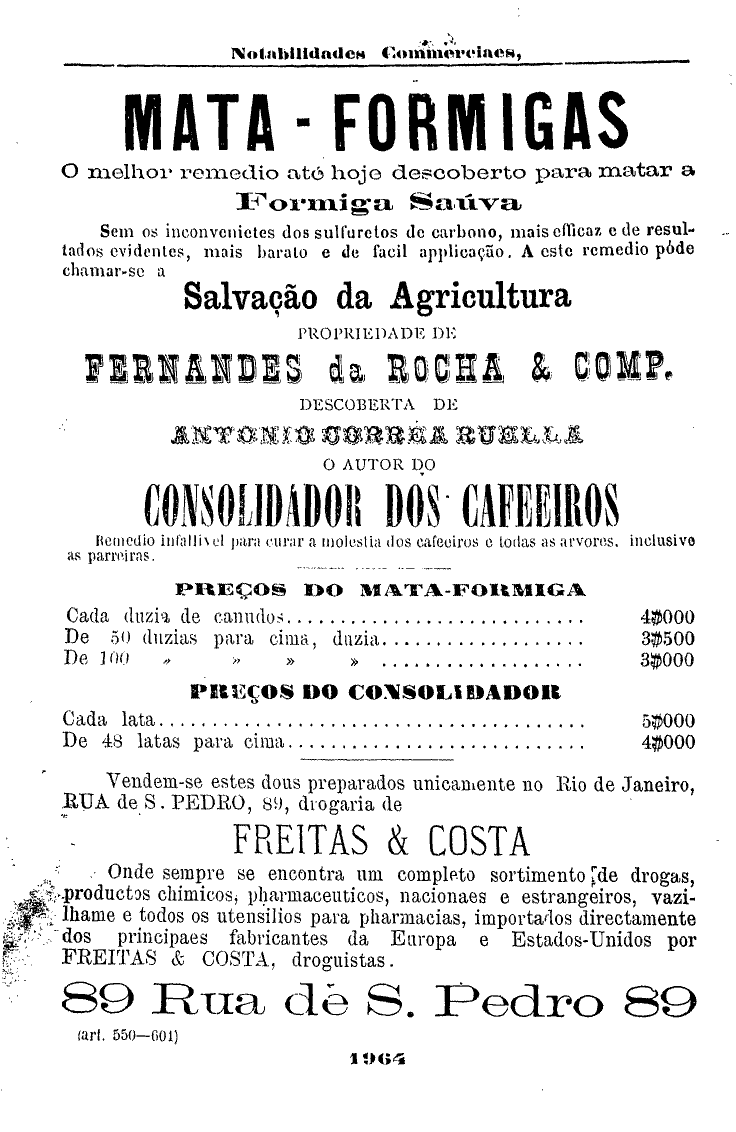 Notabilidades Commerciaes,
MATA - FORMIGAS
O melhor remedio até hoje descoberto para matar a
Formiga Saúva
Sem os inconvenietes dos sulfuretos de carbono, mais efficaz e de resul-
tados evidentes, mais barato e de facil applicação. A este remedio póde
chamar-se a
Salvação da Agricultura
PROPRIEDADE DE
FERNANDES da ROCHA & COMP.
DESCOBERTA DE
ANTONIO CORRÊA RUELLA
O AUTOR DO
CONSOLIDADOR DOS CAFEEIROS
Remedio infallivel para curar a molestia dos cafeeiros e todas as arvores, inclusive
as parreiras.
PREÇOS DO MATA-FORMIGA
Cada duzia de canudos............................ 4$000
De 50 duzias para cima, duzia................... 3$500
De 100 „ „ » » ................... 3$000
PREÇOS DO CONSOLIDADOR
Cada lata........................................ 5$000
De 48 latas para cima............................ 4$000
Vendem-se estes dous preparados unicamente no Rio de Janeiro,
RUA de S. PEDRO, 89, drogaria de
FREITAS & COSTA
Onde sempre se encontra um completo sortimento de drogas,
productos chimicos, pharmaceuticos, nacionaes e estrangeiros, vazi-
lhame e todos os utensilios para pharmacias, importados directamente
dos principaes fabricantes da Europa e Estados-Unidos por
FREITAS & COSTA, droguistas.
89 Rua de S. Pedro 89
(art. 550—601)
1964